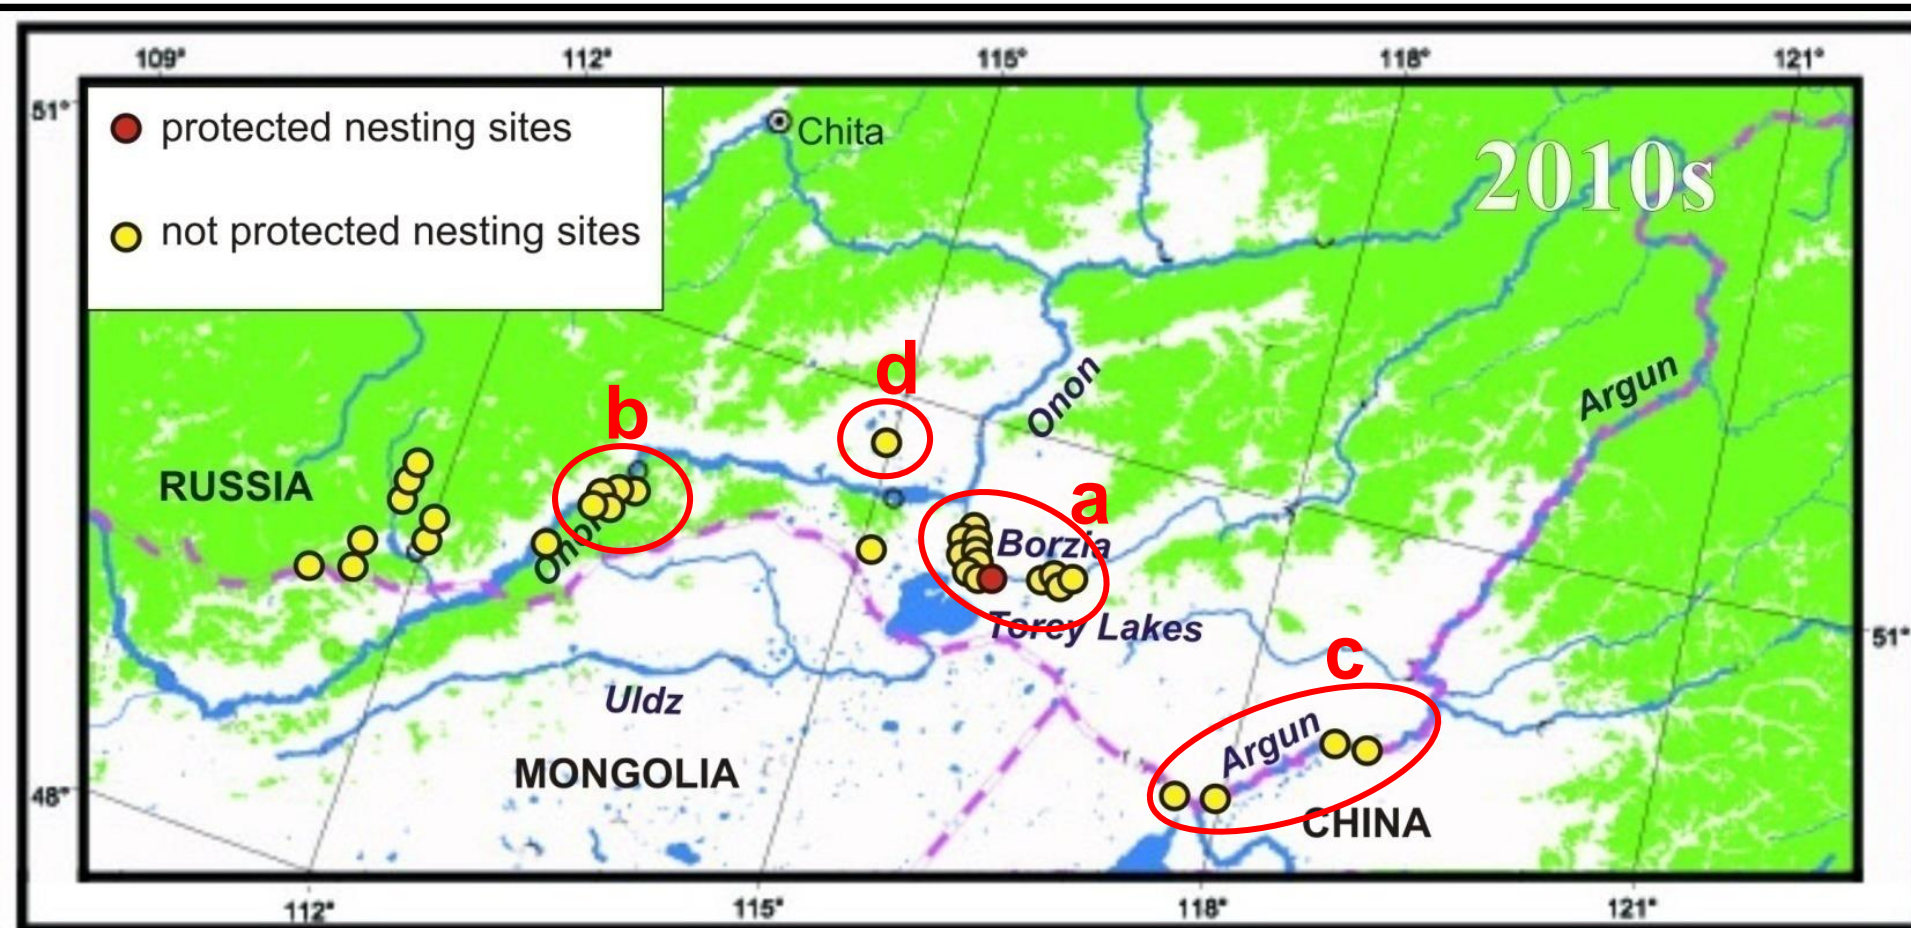 109° 112° 115° 118° 121°
51°
protected nesting sites
not protected nesting sites
Chita
2010s
d
b
Onon
Argun
RUSSIA
a
Onon
Borzia
Torey Lakes
51°
c
Uldz
Argun
MONGOLIA
48°
CHINA
112° 115° 118° 121°